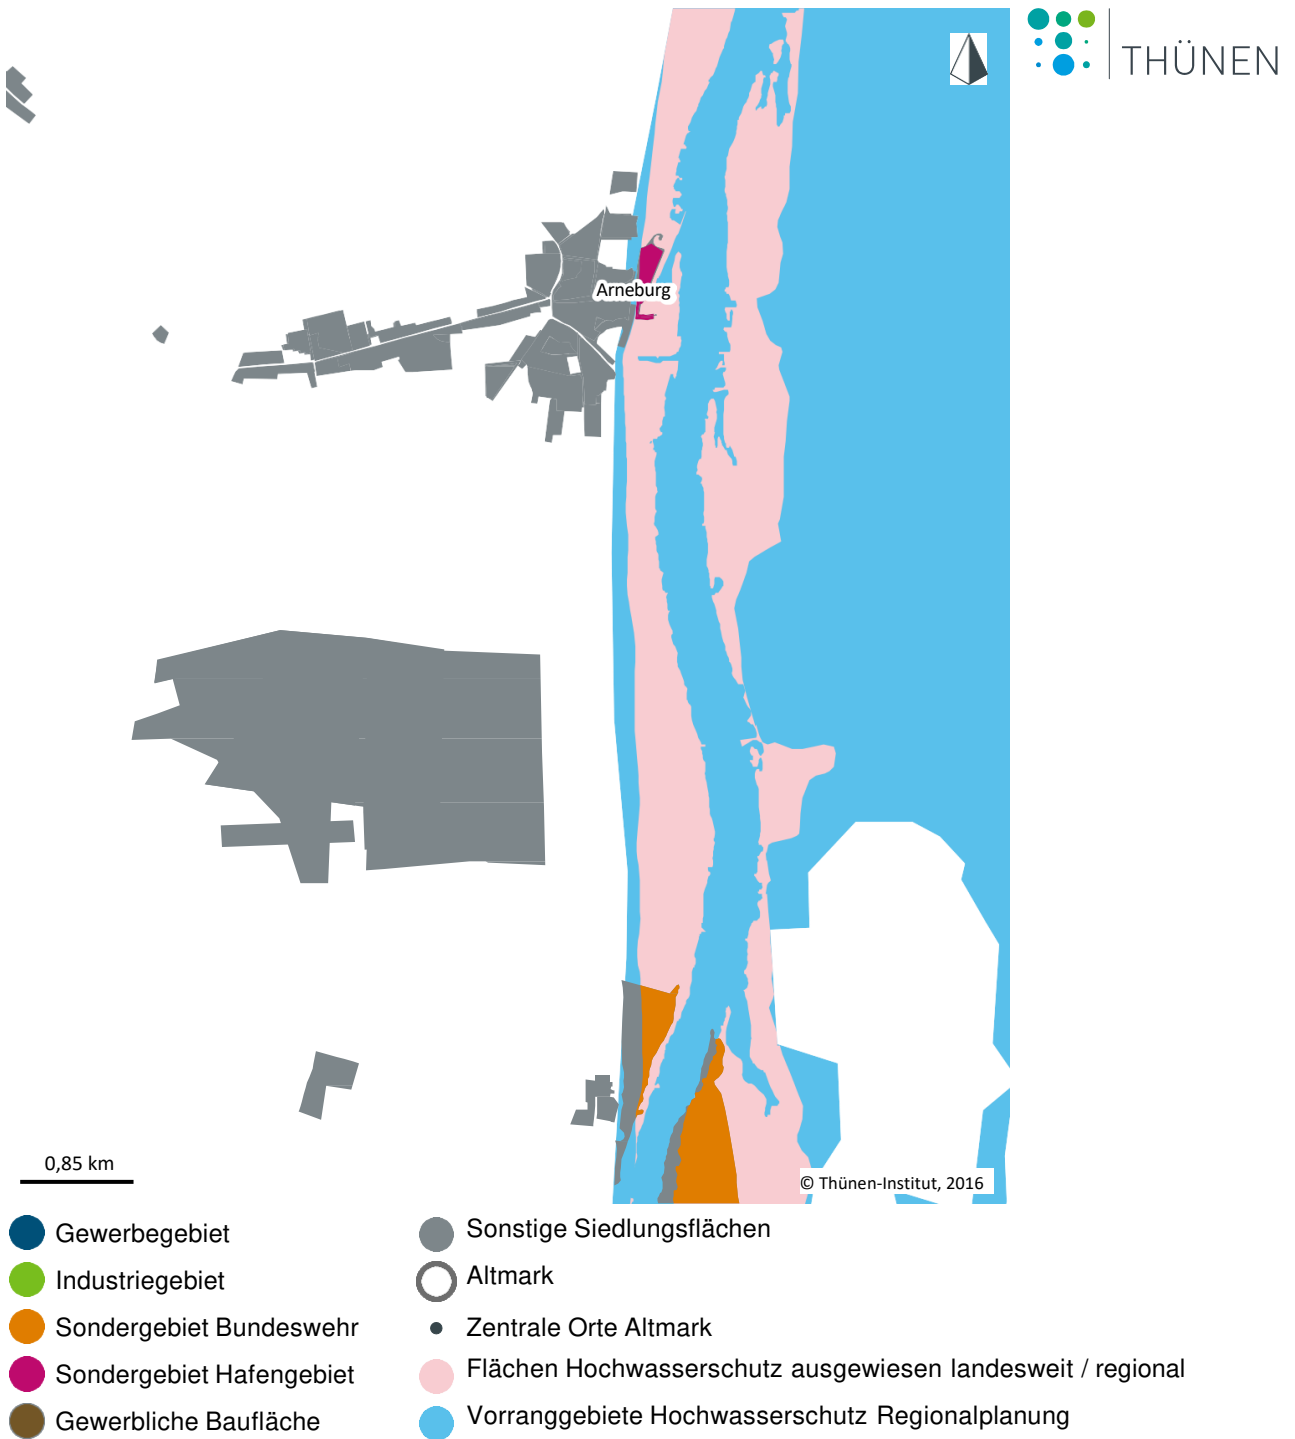 THÜNEN
Arneburg
0,85 km
© Thünen-Institut, 2016
Gewerbegebiet
Industriegebiet
Sondergebiet Bundeswehr
Sondergebiet Hafengebiet
Gewerbliche Baufläche
Sonstige Siedlungsflächen
Altmark
Zentrale Orte Altmark
Flächen Hochwasserschutz ausgewiesen landesweit / regional
Vorranggebiete Hochwasserschutz Regionalplanung